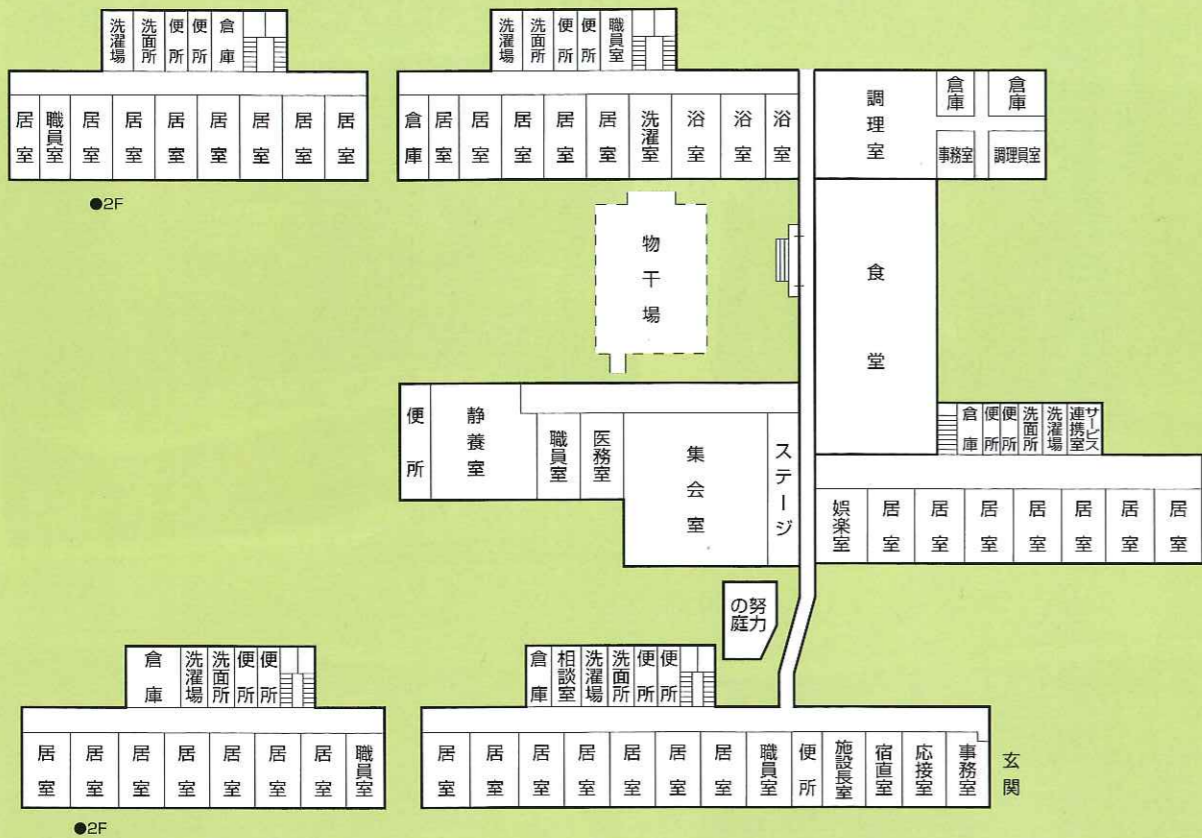 洗濯場 洗面所 便所 便所 倉庫
居室 職員室 居室 居室 居室 居室 居室 居室 居室
●2F
洗濯場 洗面所 便所 便所 職員室
倉庫 居室 居室 居室 居室 居室 洗濯室 浴室 浴室 浴室
調理室 倉庫 倉庫
事務室 調理員室
物干場
食堂
便所 静養室 職員室 医務室 集会室 ステージ
倉庫 便所 便所 洗面所 洗濯場 サービス連携室
娯楽室 居室 居室 居室 居室 居室 居室 居室
努力の庭
倉庫 洗濯場 洗面所 便所 便所
居室 居室 居室 居室 居室 居室 居室 職員室
●2F
倉庫 相談室 洗濯場 洗面所 便所 便所
居室 居室 居室 居室 居室 居室 居室 職員室 便所 施設長室 宿直室 応接室 事務室
玄関